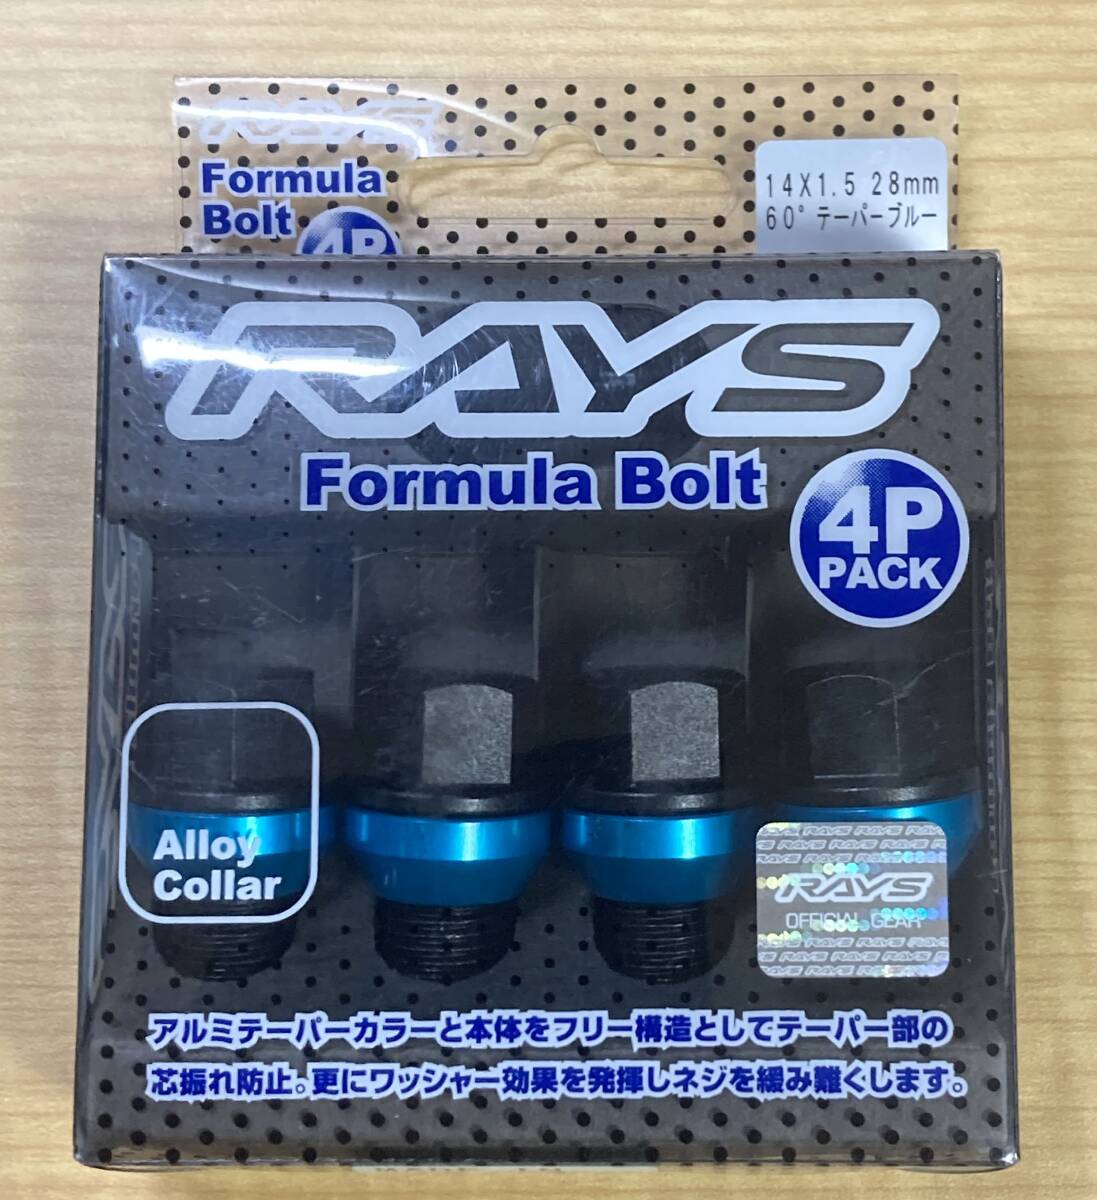 RAYS
Formula
Bolt
4P
14X1.5 28mm
60° テーパーブルー
RAYS
Formula Bolt
4P
PACK
Alloy
Collar
RAYS
OFFICIAL GEAR
アルミテーパーカラーと本体をフリー構造としてテーパー部の
芯振れ防止。更にワッシャー効果を発揮しネジを緩み難くします。